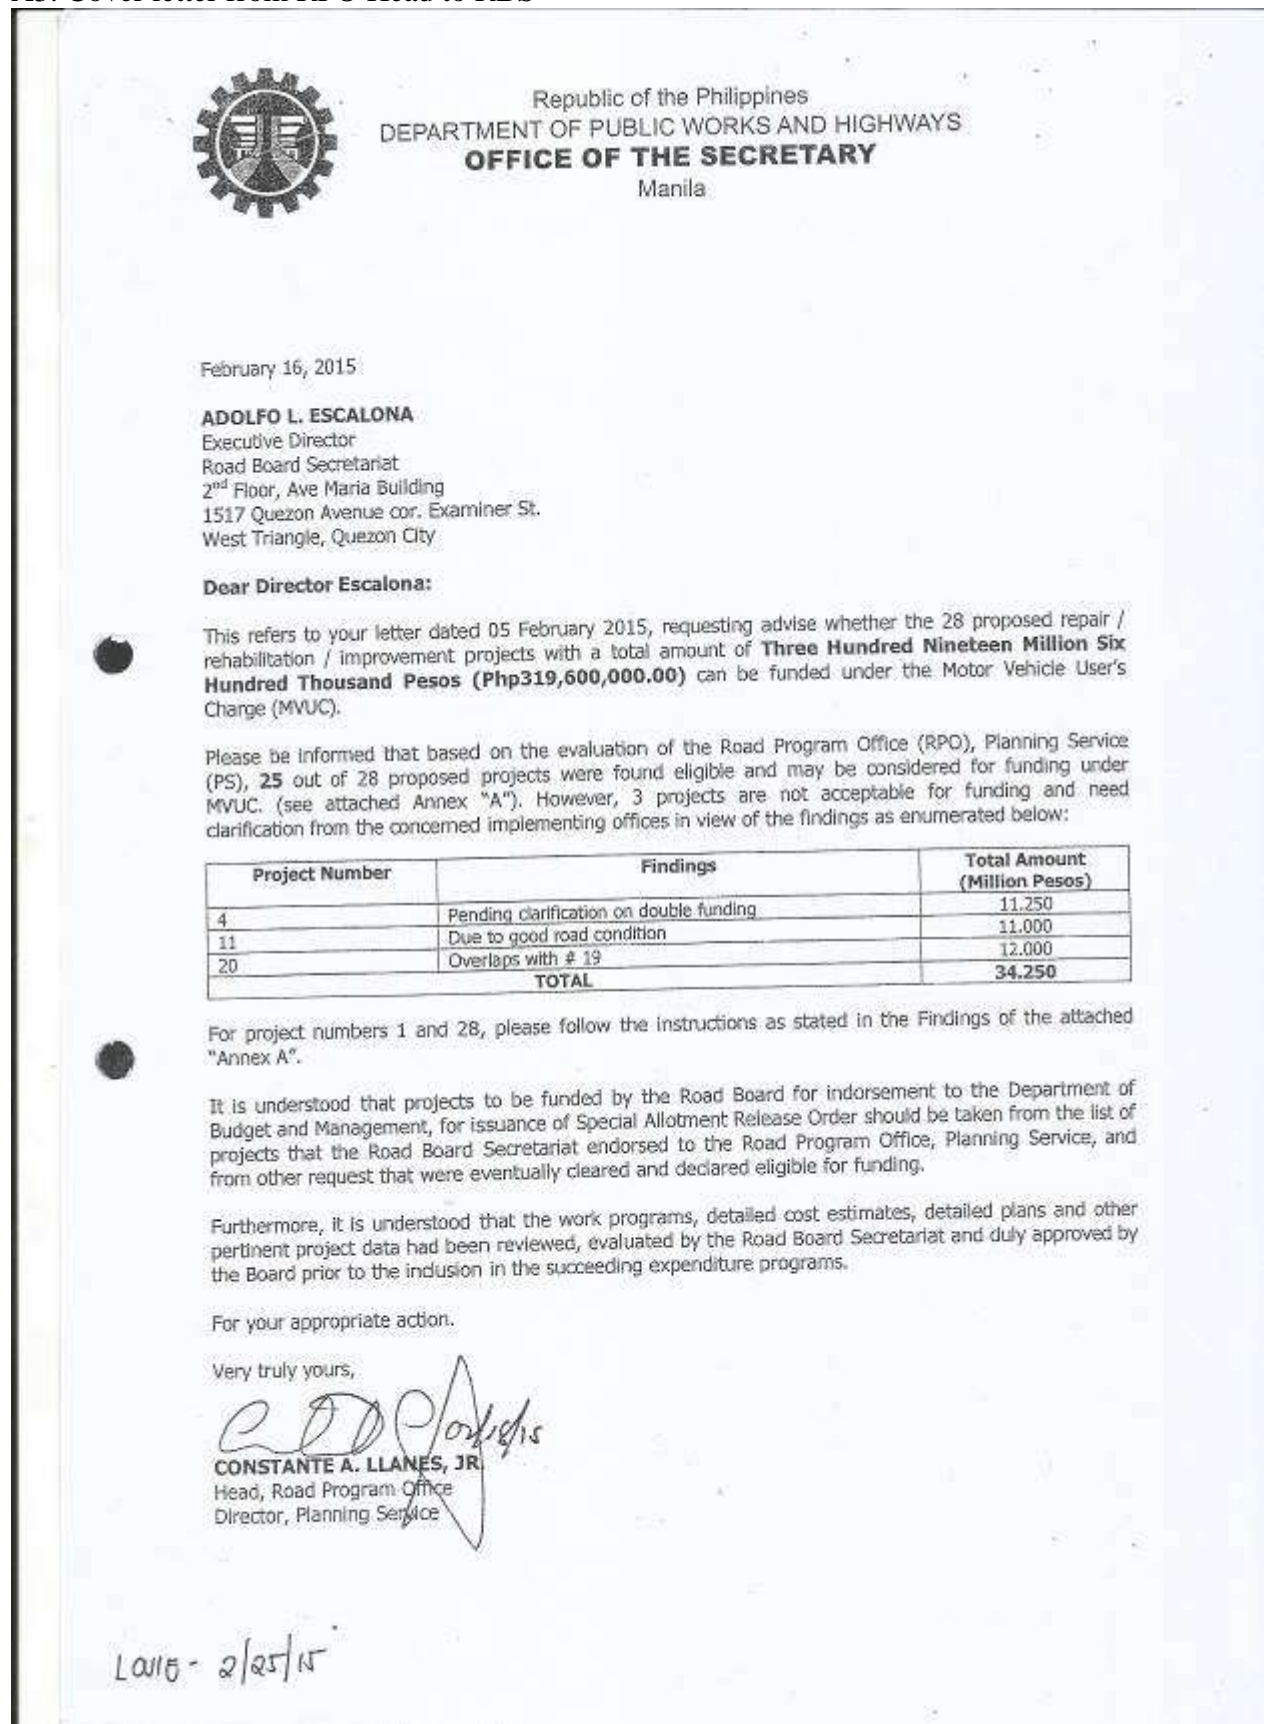 Republic of the Philippines
DEPARTMENT OF PUBLIC WORKS AND HIGHWAYS
OFFICE OF THE SECRETARY
Manila
February 16, 2015
ADOLFO L. ESCALONA
Executive Director
Road Board Secretariat
2nd Floor, Ave Maria Building
1517 Quezon Avenue cor. Examiner St.
West Triangle, Quezon City
Dear Director Escalona:
This refers to your letter dated 05 February 2015, requesting advise whether the 28 proposed repair /
rehabilitation / improvement projects with a total amount of Three Hundred Nineteen Million Six
Hundred Thousand Pesos (Php319,600,000.00) can be funded under the Motor Vehicle User's
Charge (MVUC).
Please be informed that based on the evaluation of the Road Program Office (RPO), Planning Service
(PS), 25 out of 28 proposed projects were found eligible and may be considered for funding under
MVUC. (see attached Annex "A"). However, 3 projects are not acceptable for funding and need
clarification from the concerned implementing offices in view of the findings as enumerated below:
Project Number Findings Total Amount
(Million Pesos)
4 Pending clarification on double funding 11.250
11 Due to good road condition 11.000
20 Overlaps with # 19 12.000
TOTAL 34.250
For project numbers 1 and 28, please follow the instructions as stated in the Findings of the attached
"Annex A".
It is understood that projects to be funded by the Road Board for indorsement to the Department of
Budget and Management, for issuance of Special Allotment Release Order should be taken from the list of
projects that the Road Board Secretariat endorsed to the Road Program Office, Planning Service, and
from other request that were eventually cleared and declared eligible for funding.
Furthermore, it is understood that the work programs, detailed cost estimates, detailed plans and other
pertinent project data had been reviewed, evaluated by the Road Board Secretariat and duly approved by
the Board prior to the inclusion in the succeeding expenditure programs.
For your appropriate action.
Very truly yours,
CONSTANTE A. LLANES, JR.
Head, Road Program Office
Director, Planning Service
2/25/15